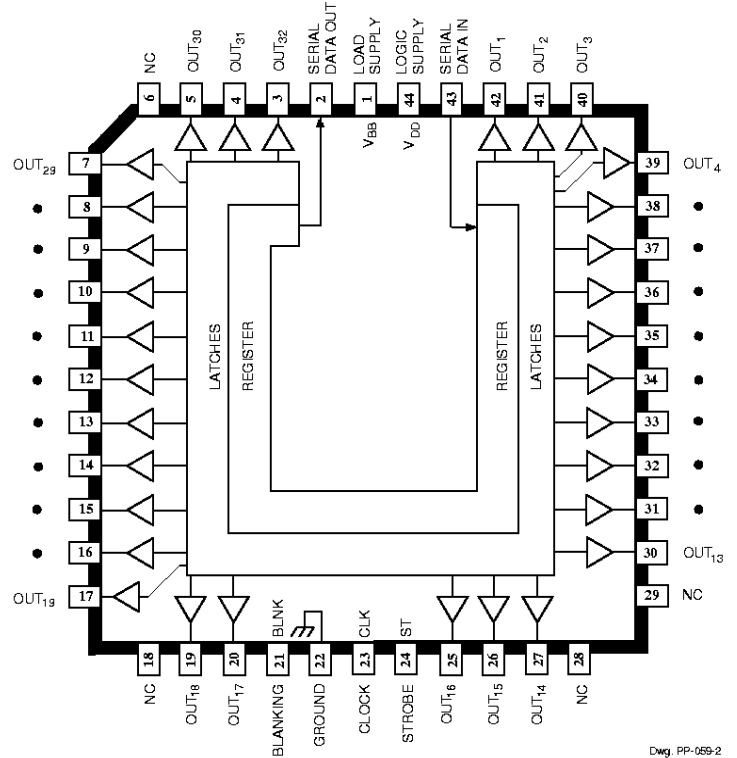 NC
OUT30
OUT31
OUT32
SERIAL DATA OUT
LOAD SUPPLY
LOGIC SUPPLY
SERIAL DATA IN
OUT1
OUT2
OUT3
6
5
4
3
2
1
44
43
42
41
40
VBB
VDD
OUT29
7
8
9
10
11
12
13
14
15
16
OUT19
17
39
OUT4
38
37
36
35
34
33
32
31
30
OUT13
29
NC
LATCHES
REGISTER
REGISTER
LATCHES
BLNK
CLK
ST
18
19
20
21
22
23
24
25
26
27
28
NC
OUT18
OUT17
BLANKING
GROUND
CLOCK
STROBE
OUT16
OUT15
OUT14
NC
Dwg. PP-059-2